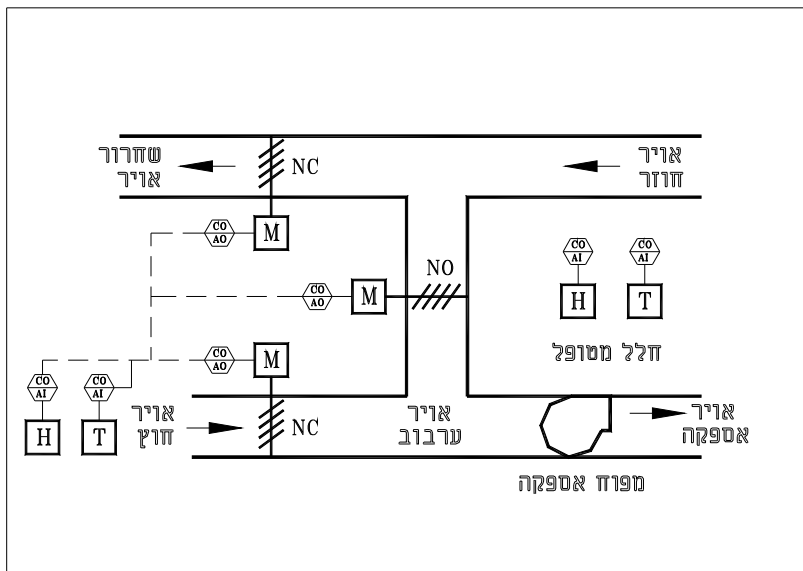 שחרור
אויר
NC
אויר
חוזר
CO
AO
M
NO
CO
AI
CO
AI
CO
AO
M
H
T
חלל מטופל
CO
AO
M
CO
AI
CO
AI
H
T
אויר
חוץ
NC
אויר
ערבוב
אויר
אספקה
מפוח אספקה